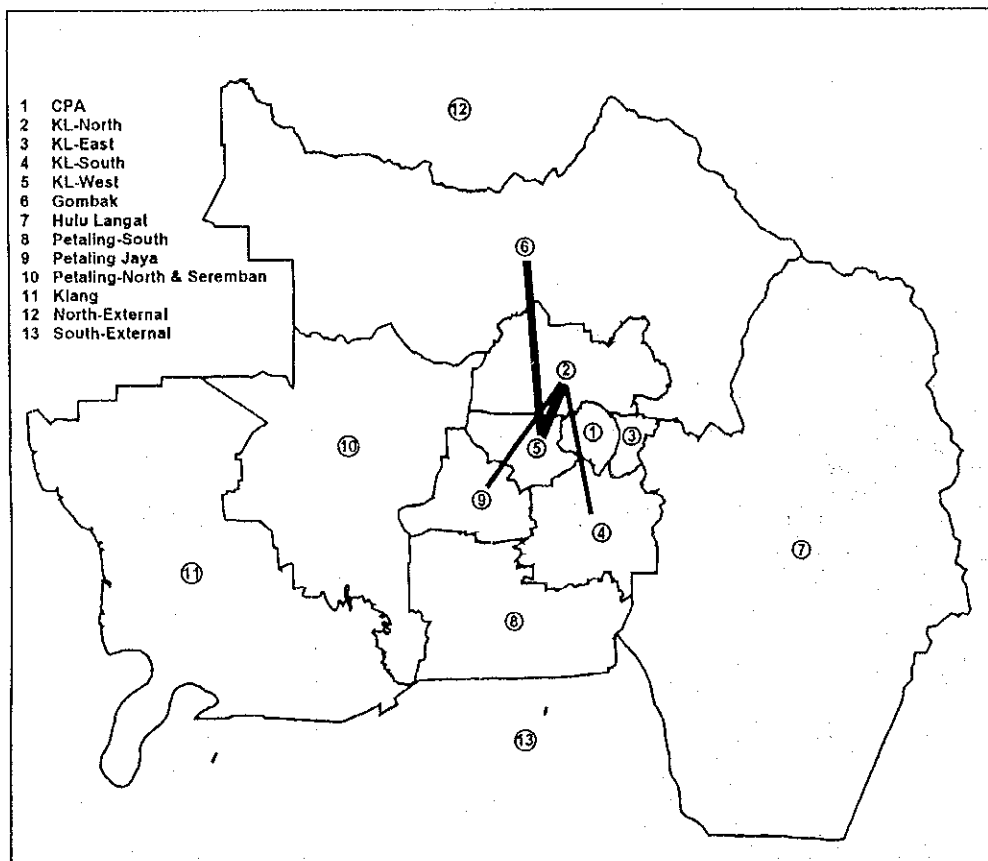 1 CPA
2 KL-North
3 KL-East
4 KL-South
5 KL-West
6 Gombak
7 Hulu Langat
8 Petaling-South
9 Petaling Jaya
10 Petaling-North & Seremban
11 Klang
12 North-External
13 South-External
12
6
2
1
3
5
10
9
4
7
11
8
13